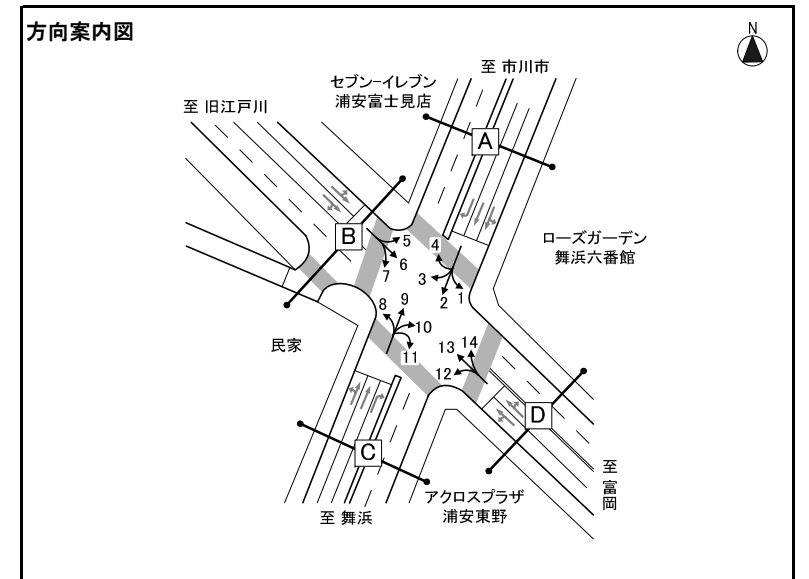 方向案内図
N
至 市川市
セブン-イレブン
浦安富士見店
至 旧江戸川
A
B
ローズガーデン
舞浜六番館
5
4
6
7
3
2
1
8
9
10
11
13
14
12
民家
D
C
至 富岡
アクロスプラザ
浦安東野
至 舞浜